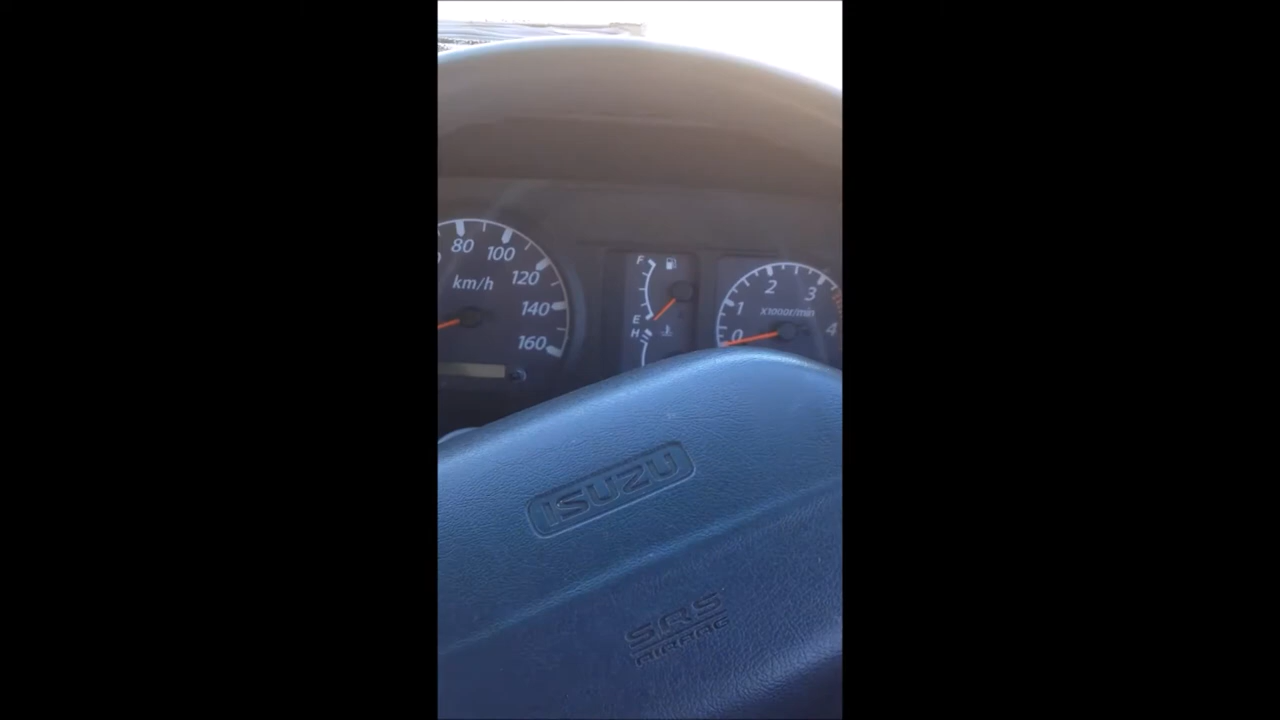 80
100
120
140
160
km/h
F
E
H
0
1
2
3
4
X1000r/min
ISUZU
SRS
AIRBAG